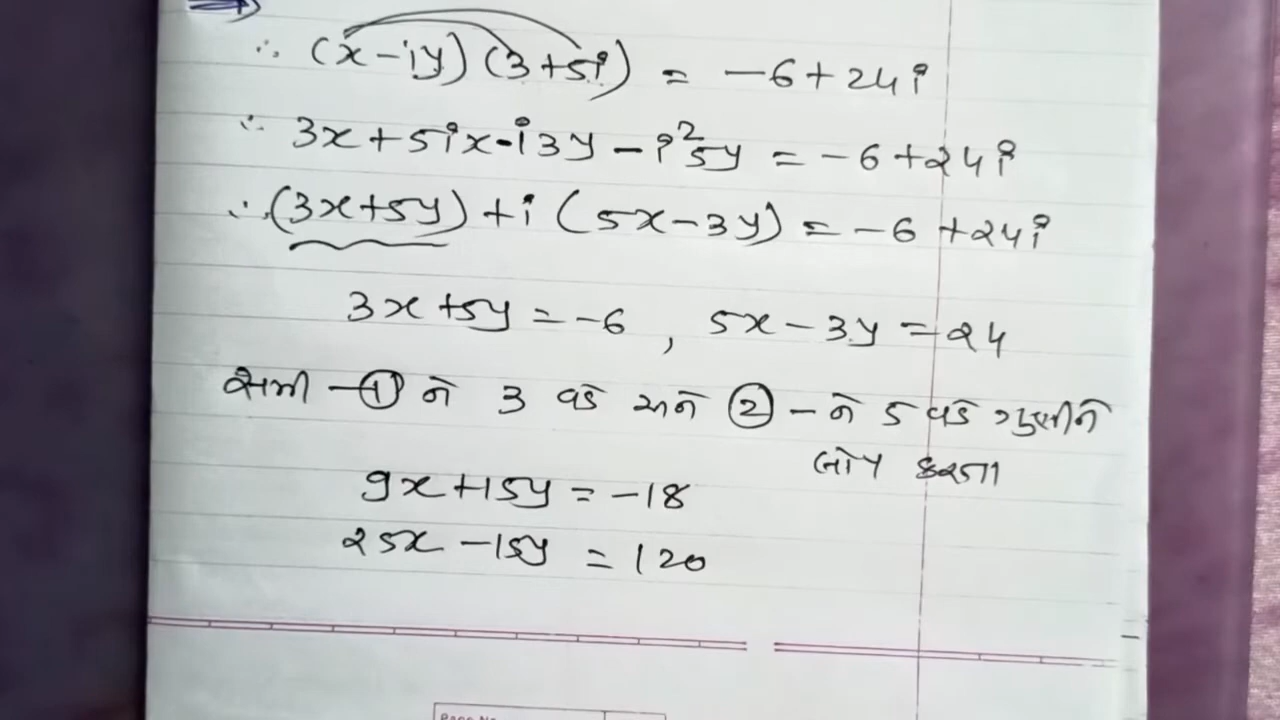 ∴ (x-iy)(3+5i) = -6+24i
∴ 3x+5ix-i3y-i²5y = -6+24i
∴ (3x+5y)+i(5x-3y) = -6+24i
3x+5y = -6, 5x-3y = 24
સમી - ① ને 3 વડે અને ② - ને 5 વડે ગુણીને
લોપ કરતા
9x+15y = -18
25x-15y = 120
Page No